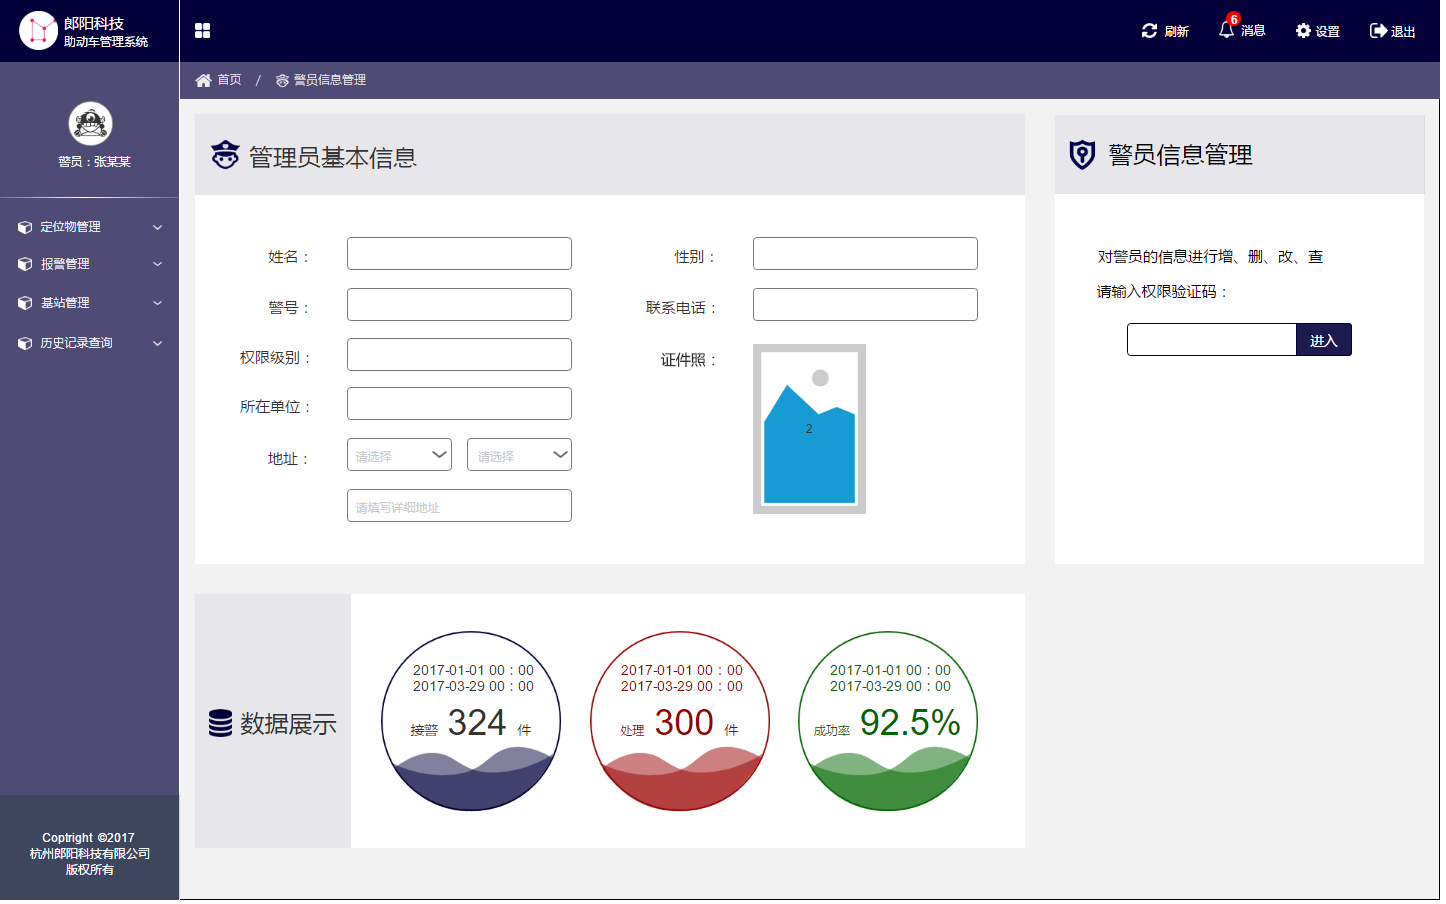 郎阳科技
助动车管理系统
刷新
6
消息
设置
退出
首页 / 警员信息管理
警员：张某某
定位物管理
报警管理
基站管理
历史记录查询
Coptright ©2017
杭州郎阳科技有限公司
版权所有
管理员基本信息
姓名：
性别：
警号：
联系电话：
权限级别：
证件照：
2
所在单位：
地址：
请选择
请选择
请填写详细地址
警员信息管理
对警员的信息进行增、删、改、查
请输入权限验证码：
进入
数据展示
2017-01-01 00：00
2017-03-29 00：00
接警 324 件
2017-01-01 00：00
2017-03-29 00：00
处理 300 件
2017-01-01 00：00
2017-03-29 00：00
成功率 92.5%